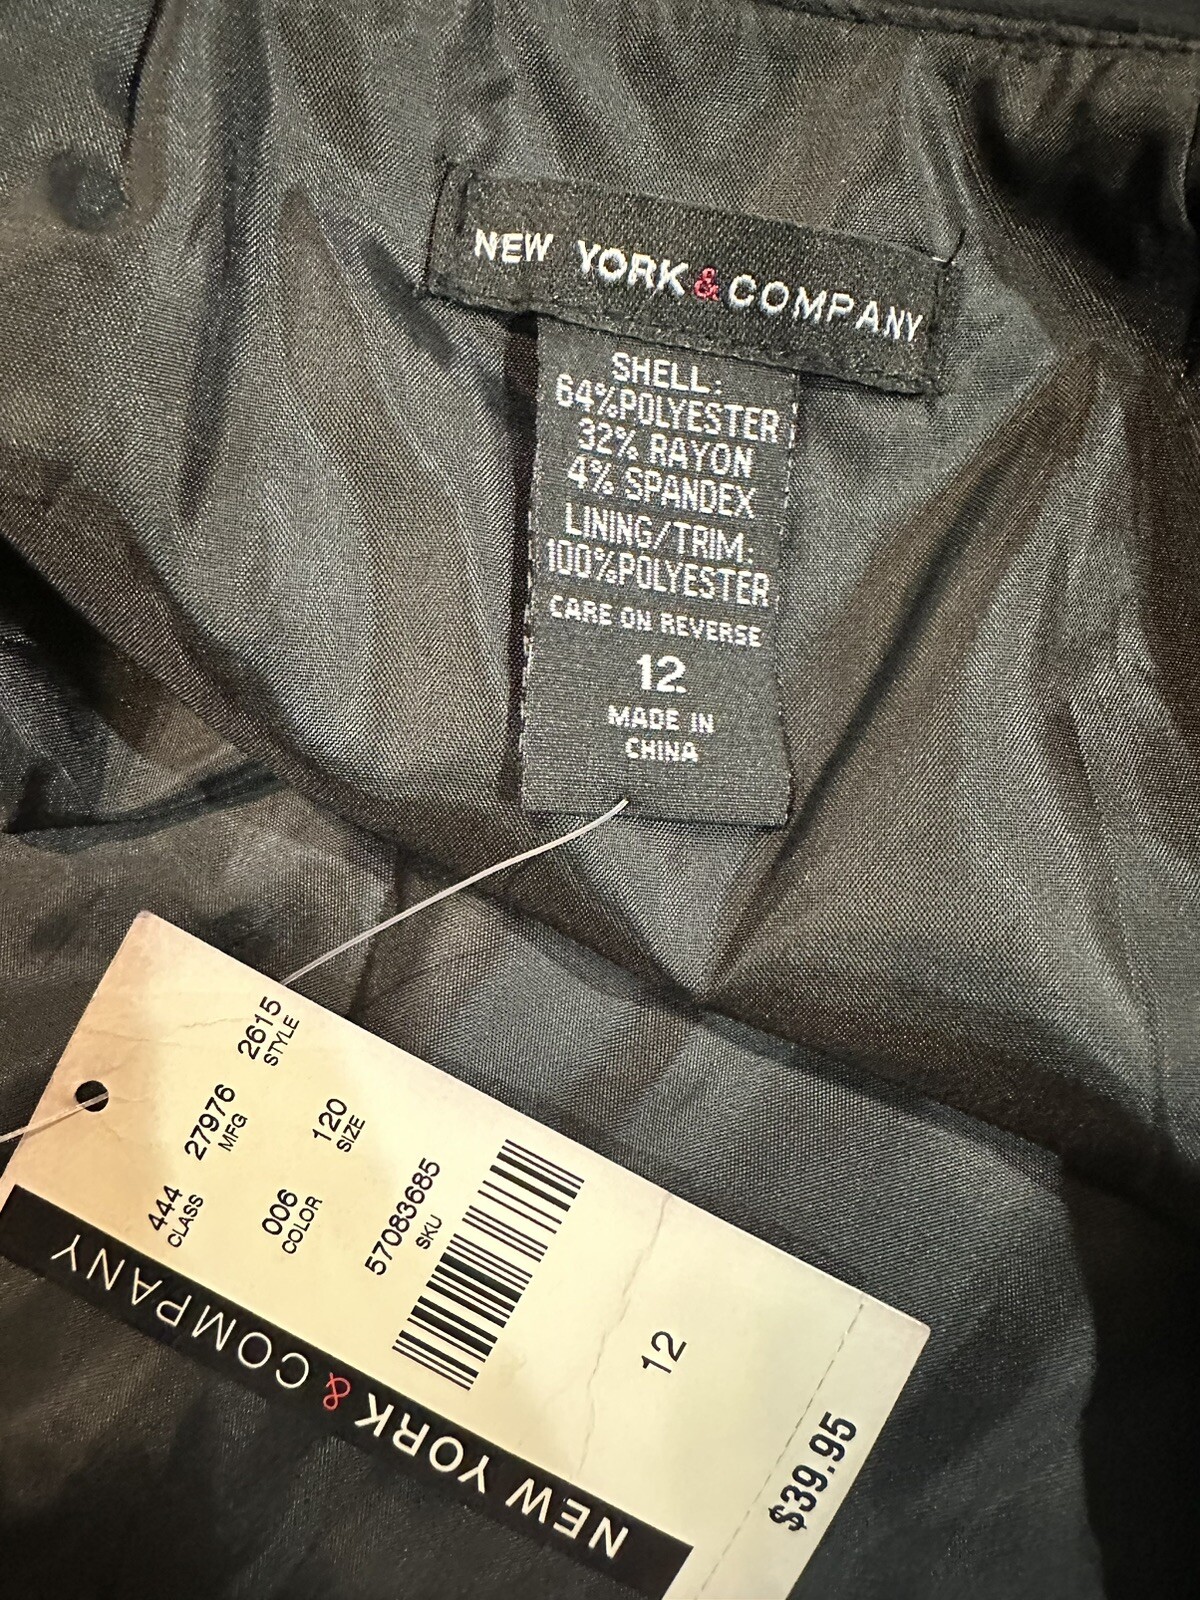 NEW YORK & COMPANY
SHELL:
64%POLYESTER
32% RAYON
4% SPANDEX
LINING/TRIM:
100%POLYESTER
CARE ON REVERSE
12
MADE IN
CHINA
444 27976 2615
CLASS MFG STYLE
006 120
COLOR SIZE
57083685
SKU
12
$39.95
NEW YORK & COMPANY